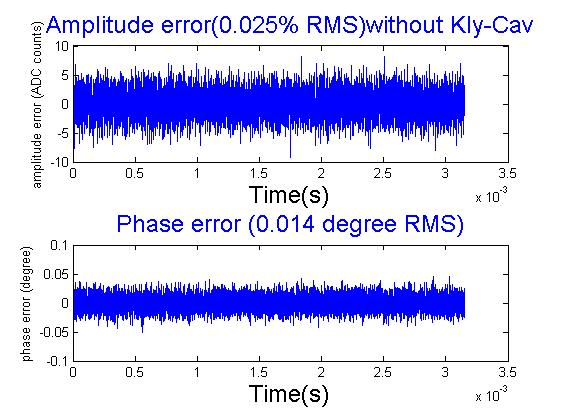 Amplitude error(0.025% RMS)without Kly-Cav
amplitude error (ADC counts)
10
5
0
-5
-10
0 0.5 1 1.5 2 2.5 3 3.5
Time(s)
x 10⁻³
Phase error (0.014 degree RMS)
phase error (degree)
0.1
0.05
0
-0.05
-0.1
0 0.5 1 1.5 2 2.5 3 3.5
Time(s)
x 10⁻³